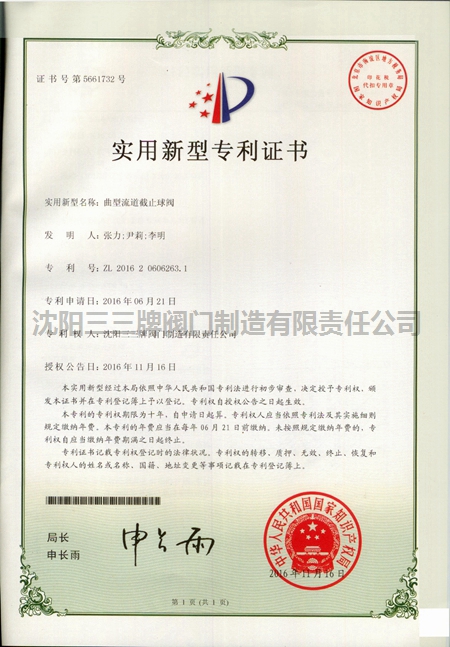 证书号第5661732号
实用新型专利证书
实用新型名称：曲型流道截止球阀
发 明 人：张力;尹莉;李明
专 利 号：ZL 2016 2 0606263.1
专利申请日：2016年06月21日
沈阳三三牌阀门制造有限责任公司
专 利 权 人：沈阳三三牌阀门制造有限责任公司
授权公告日：2016年11月16日
本实用新型经过本局依照中华人民共和国专利法进行初步审查，决定授予专利权，颁
发本证书并在专利登记簿上予以登记。专利权自授权公告之日起生效。
本专利的专利权期限为十年，自申请日起算。专利权人应当依照专利法及其实施细则
规定缴纳年费。本专利的年费应当在每年06月21日前缴纳。未按照规定缴纳年费的，专
利权自应当缴纳年费期满之日起终止。
专利证书记载专利权登记时的法律状况。专利权的转移、质押、无效、终止、恢复和
专利权人的姓名或名称、国籍、地址变更等事项记载在专利登记簿上。
局长
申长雨
申长雨
中华人民共和国国家知识产权局
2016年11月16日
第 1 页（共 1 页）